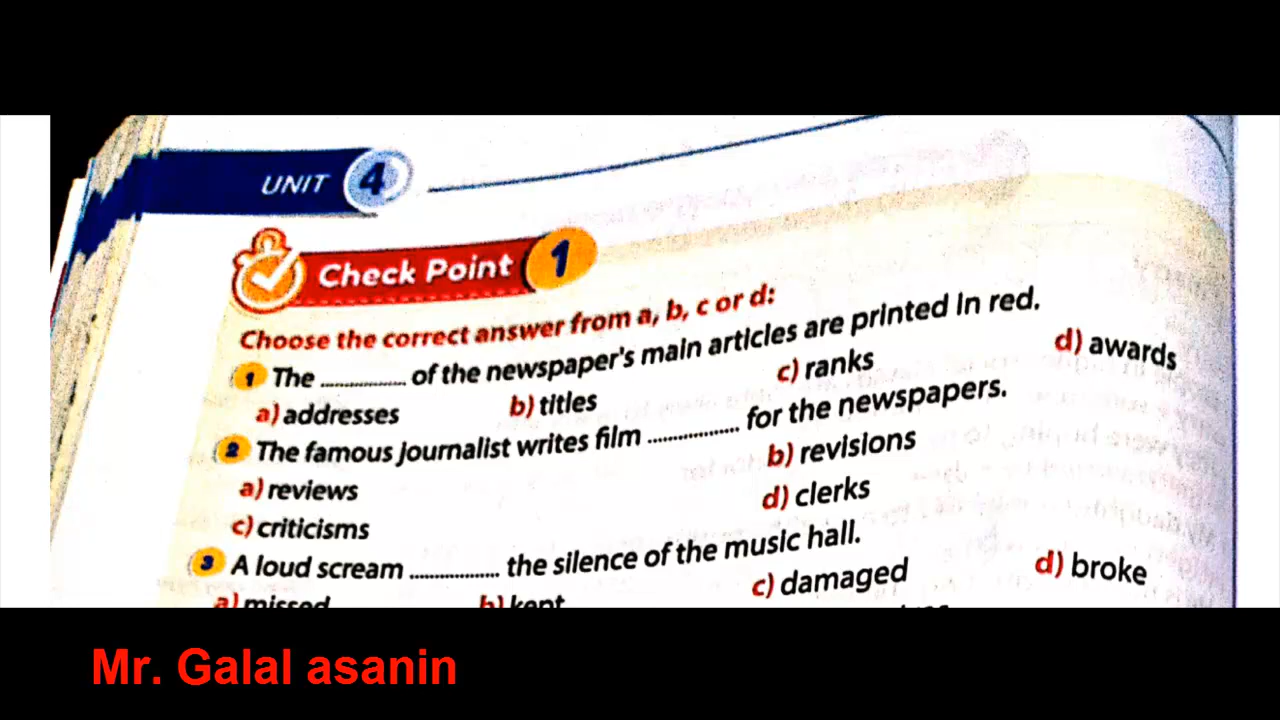 UNIT 4
Check Point 1
Choose the correct answer from a, b, c or d:
1 The .................. of the newspaper's main articles are printed in red.
a) addresses b) titles c) ranks d) awards
2 The famous journalist writes film .................. for the newspapers.
a) reviews b) revisions
c) criticisms d) clerks
3 A loud scream .................. the silence of the music hall.
a) missed b) kept c) damaged d) broke
Mr. Galal asanin